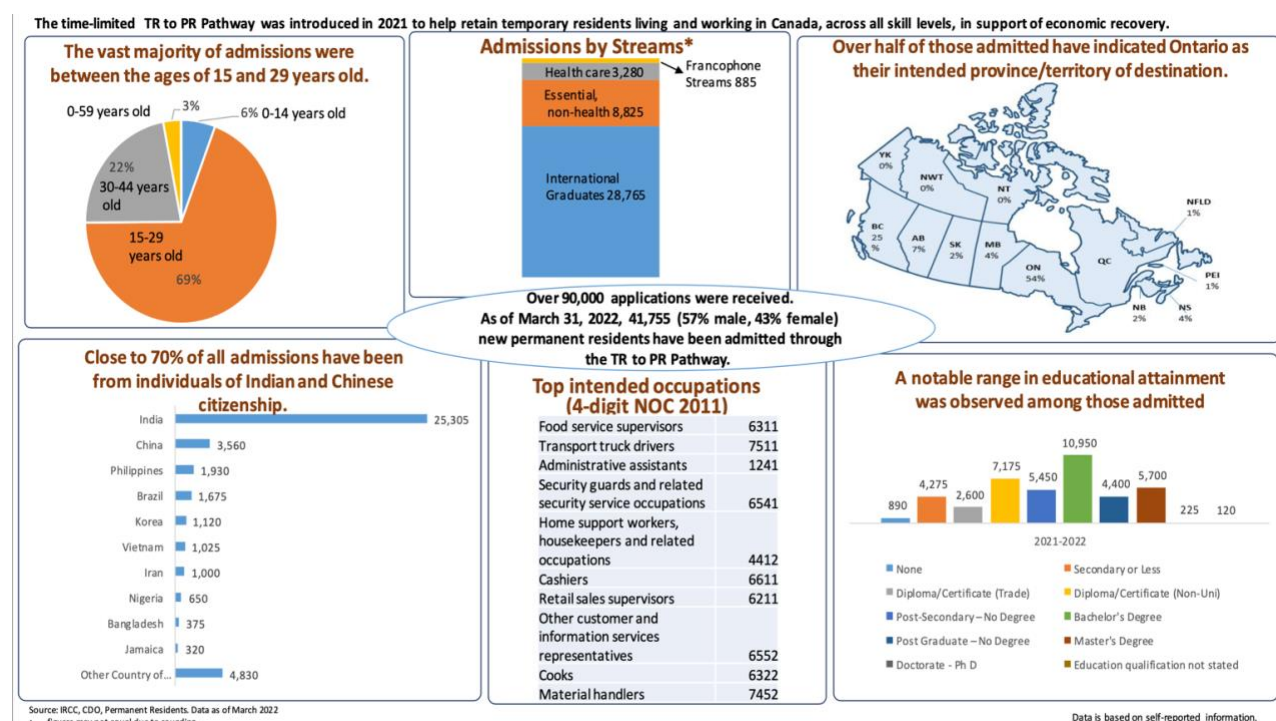 The time-limited TR to PR Pathway was introduced in 2021 to help retain temporary residents living and working in Canada, across all skill levels, in support of economic recovery.
The vast majority of admissions were
between the ages of 15 and 29 years old.
0-59 years old
3%
6% 0-14 years old
22%
30-44 years
old
15-29
years old
69%
Admissions by Streams*
Francophone
Streams 885
Health care 3,280
Essential,
non-health 8,825
International
Graduates 28,765
Over half of those admitted have indicated Ontario as
their intended province/territory of destination.
YK
0%
NWT
0%
NT
0%
NFLD
1%
BC
25
%
AB
7%
SK
2%
MB
4%
ON
54%
QC
PEI
1%
NB
2%
NS
4%
Over 90,000 applications were received.
As of March 31, 2022, 41,755 (57% male, 43% female)
new permanent residents have been admitted through
the TR to PR Pathway.
Close to 70% of all admissions have been
from individuals of Indian and Chinese
citizenship.
India 25,305
China 3,560
Philippines 1,930
Brazil 1,675
Korea 1,120
Vietnam 1,025
Iran 1,000
Nigeria 650
Bangladesh 375
Jamaica 320
Other Country of... 4,830
Top intended occupations
(4-digit NOC 2011)
Food service supervisors 6311
Transport truck drivers 7511
Administrative assistants 1241
Security guards and related
security service occupations 6541
Home support workers,
housekeepers and related
occupations 4412
Cashiers 6611
Retail sales supervisors 6211
Other customer and
information services
representatives 6552
Cooks 6322
Material handlers 7452
A notable range in educational attainment
was observed among those admitted
890
4,275
2,600
7,175
5,450
10,950
4,400
5,700
225
120
2021-2022
None
Secondary or Less
Diploma/Certificate (Trade)
Diploma/Certificate (Non-Uni)
Post-Secondary – No Degree
Bachelor's Degree
Post Graduate – No Degree
Master's Degree
Doctorate - Ph D
Education qualification not stated
Source: IRCC, CDO, Permanent Residents. Data as of March 2022
figures may not equal due to rounding
Data is based on self-reported information.